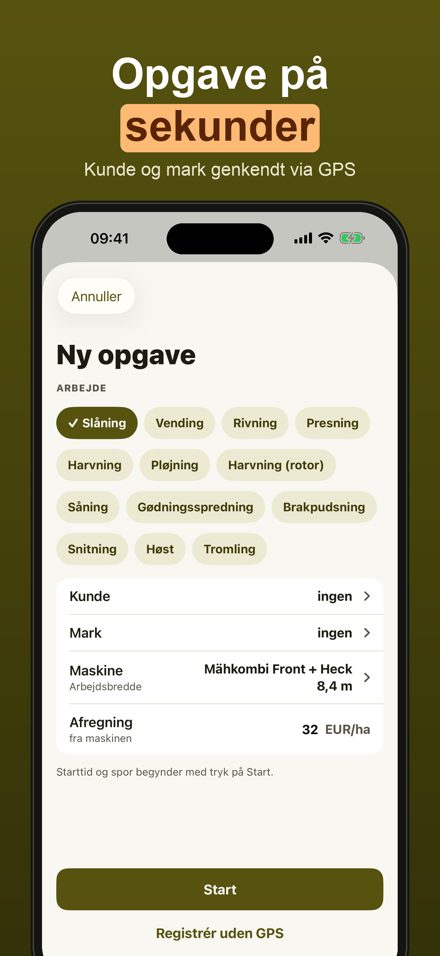 Opgave på
sekunder
Kunde og mark genkendt via GPS
09:41
Annuller
Ny opgave
ARBEJDE
✓ Slåning Vending Rivning Presning
Harvning Pløjning Harvning (rotor)
Såning Gødningsspredning Brakpudsning
Snitning Høst Tromling
Kunde ingen
Mark ingen
Maskine Mähkombi Front + Heck
Arbejdsbredde 8,4 m
Afregning 32 EUR/ha
fra maskinen
Starttid og spor begynder med tryk på Start.
Start
Registrér uden GPS